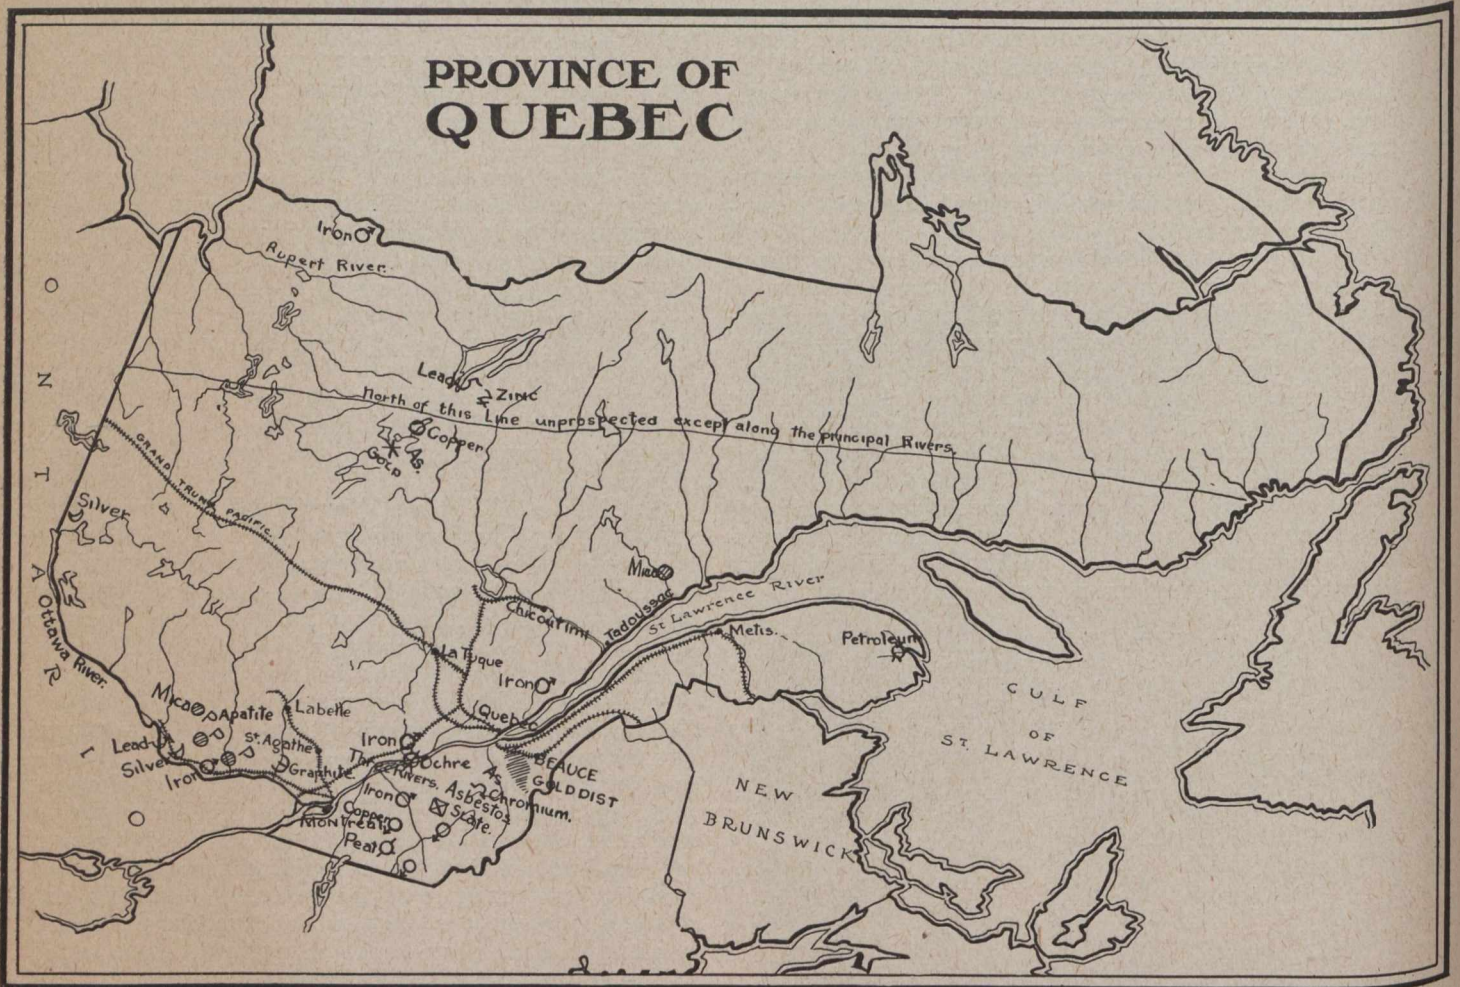 PROVINCE OF
QUEBEC
Iron
Rupert River.
Lead
ZINC
North of this Line unprospected except along the principal Rivers.
Copper
As.
GOLD
GRAND TRUNK PACIFIC.
Silver
ONTARIO
Ottawa River.
Mica
Chicoutimi
Tadoussac
St Lawrence River
Metis.
Petroleum
La Tuque
Iron
Quebec
Mica
Apatite
Labelle
St. Agathe
Lead
Silver
Iron
Graphite
Iron
Three Rivers.
Ochre
As
BEAUCE
GOLD DIST
Iron
Asbestos
Chromium.
Copper
Slate.
Montreal
Peat
GULF
OF
ST. LAWRENCE
NEW
BRUNSWICK